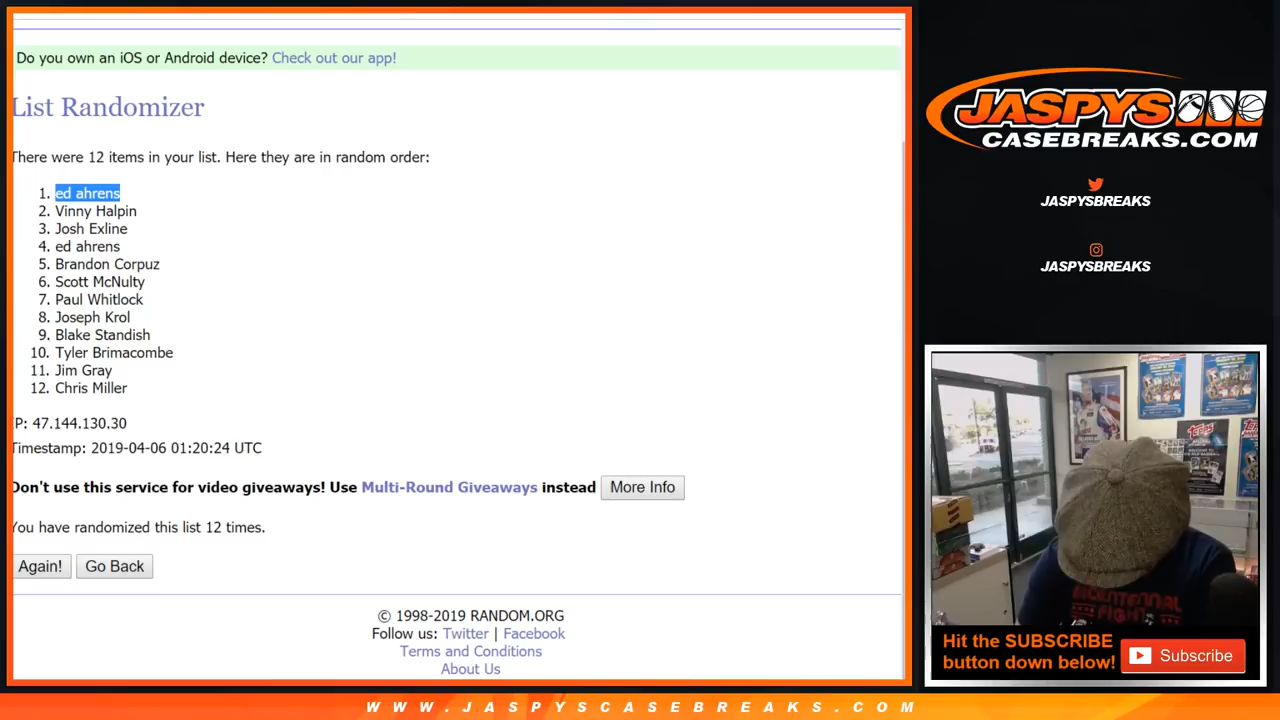 Do you own an iOS or Android device? Check out our app!
List Randomizer
There were 12 items in your list. Here they are in random order:
1. ed ahrens
2. Vinny Halpin
3. Josh Exline
4. ed ahrens
5. Brandon Corpuz
6. Scott McNulty
7. Paul Whitlock
8. Joseph Krol
9. Blake Standish
10. Tyler Brimacombe
11. Jim Gray
12. Chris Miller
IP: 47.144.130.30
Timestamp: 2019-04-06 01:20:24 UTC
Don't use this service for video giveaways! Use Multi-Round Giveaways instead More Info
You have randomized this list 12 times.
Again! Go Back
© 1998-2019 RANDOM.ORG
Follow us: Twitter | Facebook
Terms and Conditions
About Us
JASPYS
CASEBREAKS.COM
JASPYSBREAKS
JASPYSBREAKS
TOPPS
BICENTENNIAL
FIGHT
Hit the SUBSCRIBE
button down below!
Subscribe
WWW.JASPYSCASEBREAKS.COM